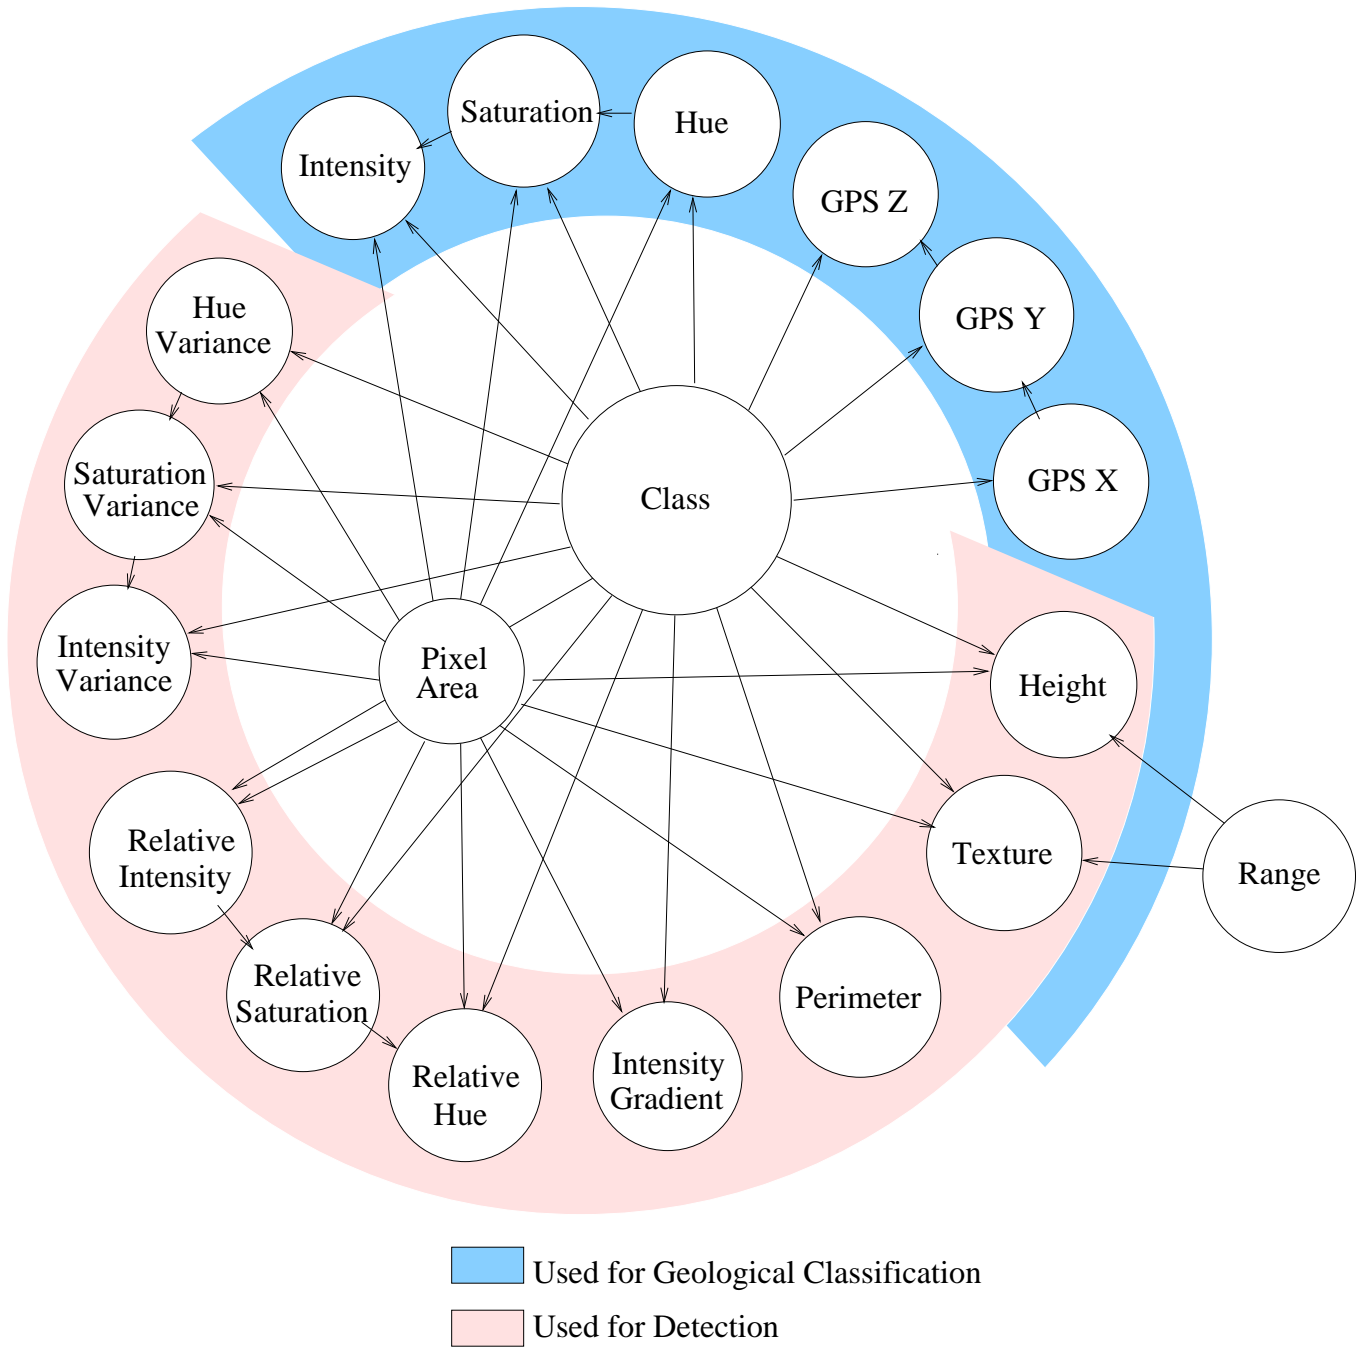 Saturation
Hue
Intensity
GPS Z
Hue
Variance
GPS Y
Saturation
Variance
Class
GPS X
Intensity
Variance
Pixel
Area
Height
Relative
Intensity
Texture
Range
Relative
Saturation
Perimeter
Relative
Hue
Intensity
Gradient
Used for Geological Classification
Used for Detection